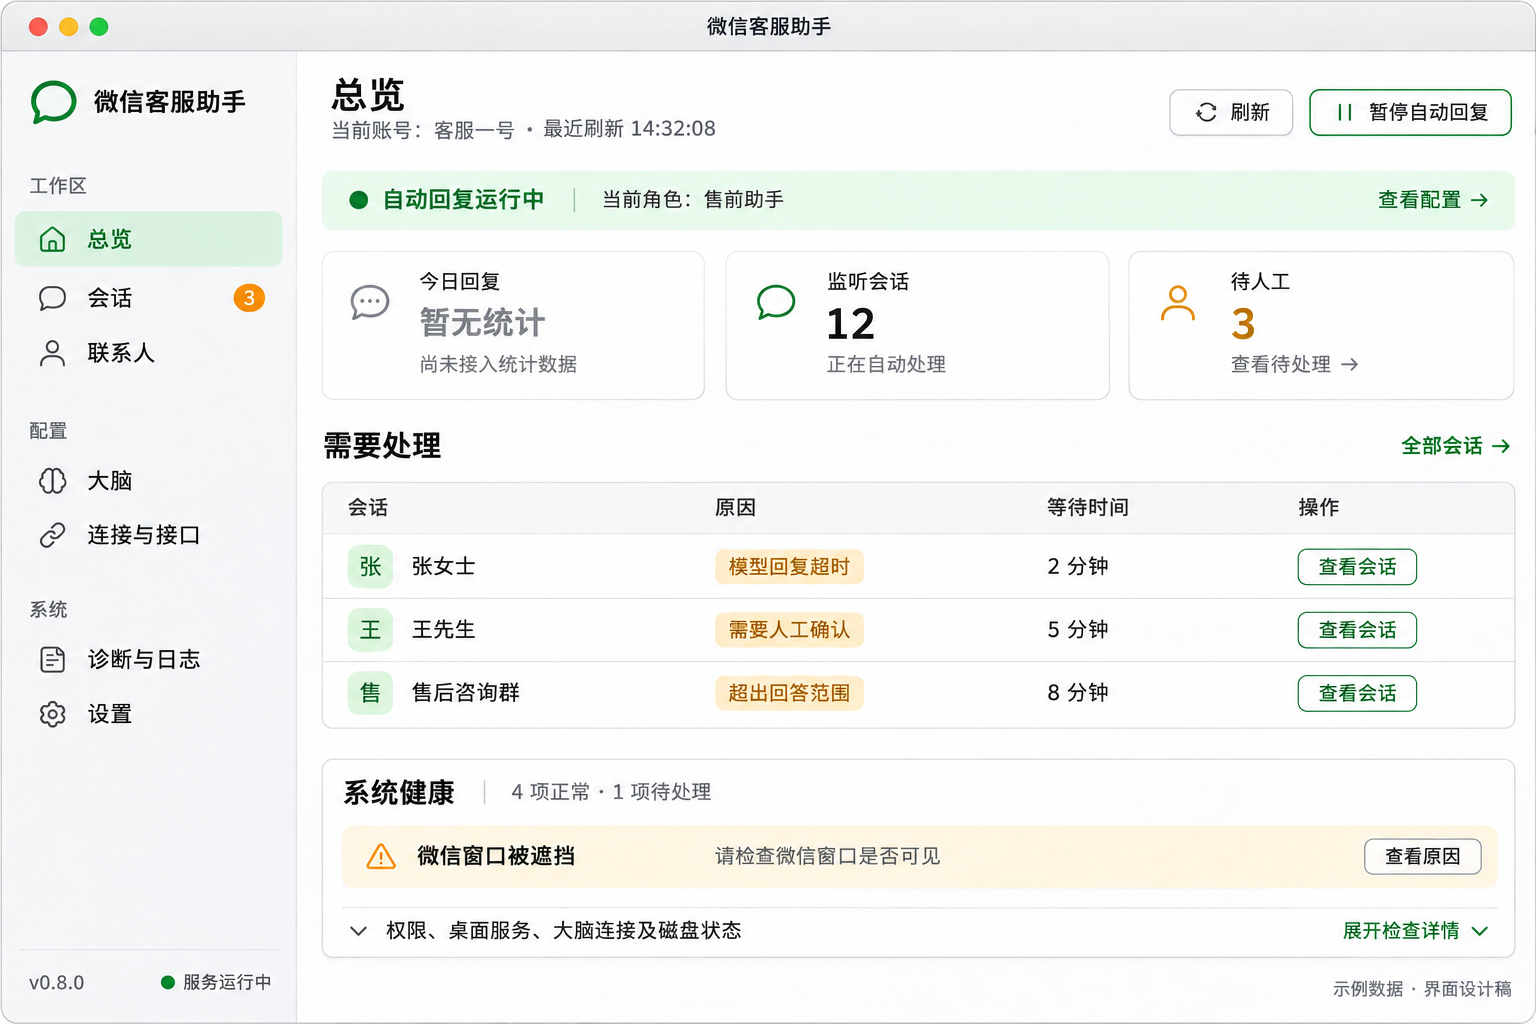 微信客服助手
微信客服助手
工作区
总览
会话 3
联系人
配置
大脑
连接与接口
系统
诊断与日志
设置
v0.8.0 服务运行中
总览
当前账号：客服一号 · 最近刷新 14:32:08
刷新 暂停自动回复
自动回复运行中 当前角色：售前助手 查看配置 →
今日回复
暂无统计
尚未接入统计数据
监听会话
12
正在自动处理
待人工
3
查看待处理 →
需要处理 全部会话 →
会话 原因 等待时间 操作
张 张女士 模型回复超时 2 分钟 查看会话
王 王先生 需要人工确认 5 分钟 查看会话
售 售后咨询群 超出回答范围 8 分钟 查看会话
系统健康 4 项正常 · 1 项待处理
微信窗口被遮挡 请检查微信窗口是否可见 查看原因
权限、桌面服务、大脑连接及磁盘状态 展开检查详情
示例数据 · 界面设计稿